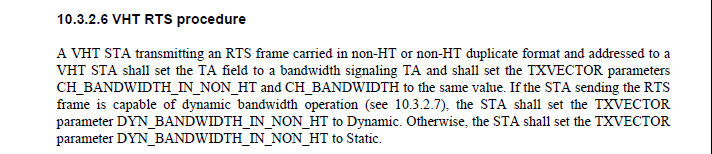 10.3.2.6 VHT RTS procedure
A VHT STA transmitting an RTS frame carried in non-HT or non-HT duplicate format and addressed to a
VHT STA shall set the TA field to a bandwidth signaling TA and shall set the TXVECTOR parameters
CH_BANDWIDTH_IN_NON_HT and CH_BANDWIDTH to the same value. If the STA sending the RTS
frame is capable of dynamic bandwidth operation (see 10.3.2.7), the STA shall set the TXVECTOR
parameter DYN_BANDWIDTH_IN_NON_HT to Dynamic. Otherwise, the STA shall set the TXVECTOR
parameter DYN_BANDWIDTH_IN_NON_HT to Static.